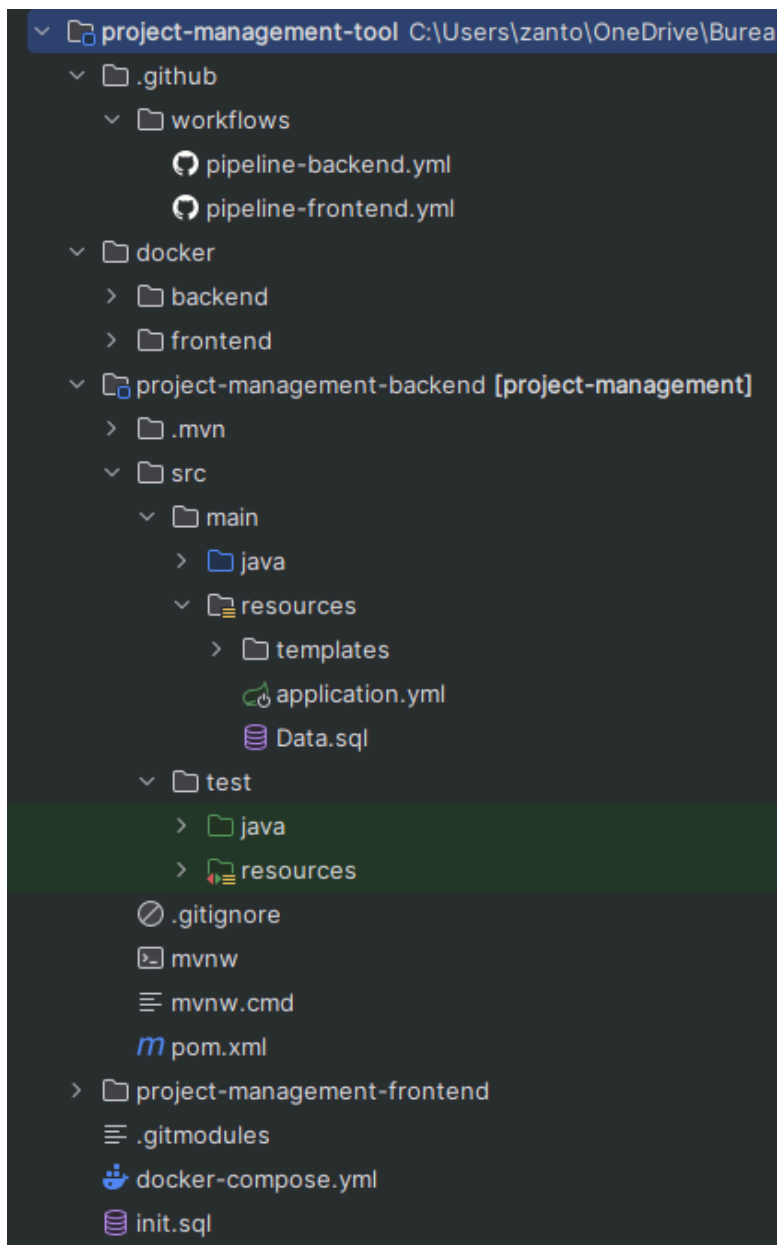 project-management-tool C:\Users\zanto\OneDrive\Burea
.github
workflows
pipeline-backend.yml
pipeline-frontend.yml
docker
backend
frontend
project-management-backend [project-management]
.mvn
src
main
java
resources
templates
application.yml
Data.sql
test
java
resources
.gitignore
mvnw
mvnw.cmd
pom.xml
project-management-frontend
.gitmodules
docker-compose.yml
init.sql